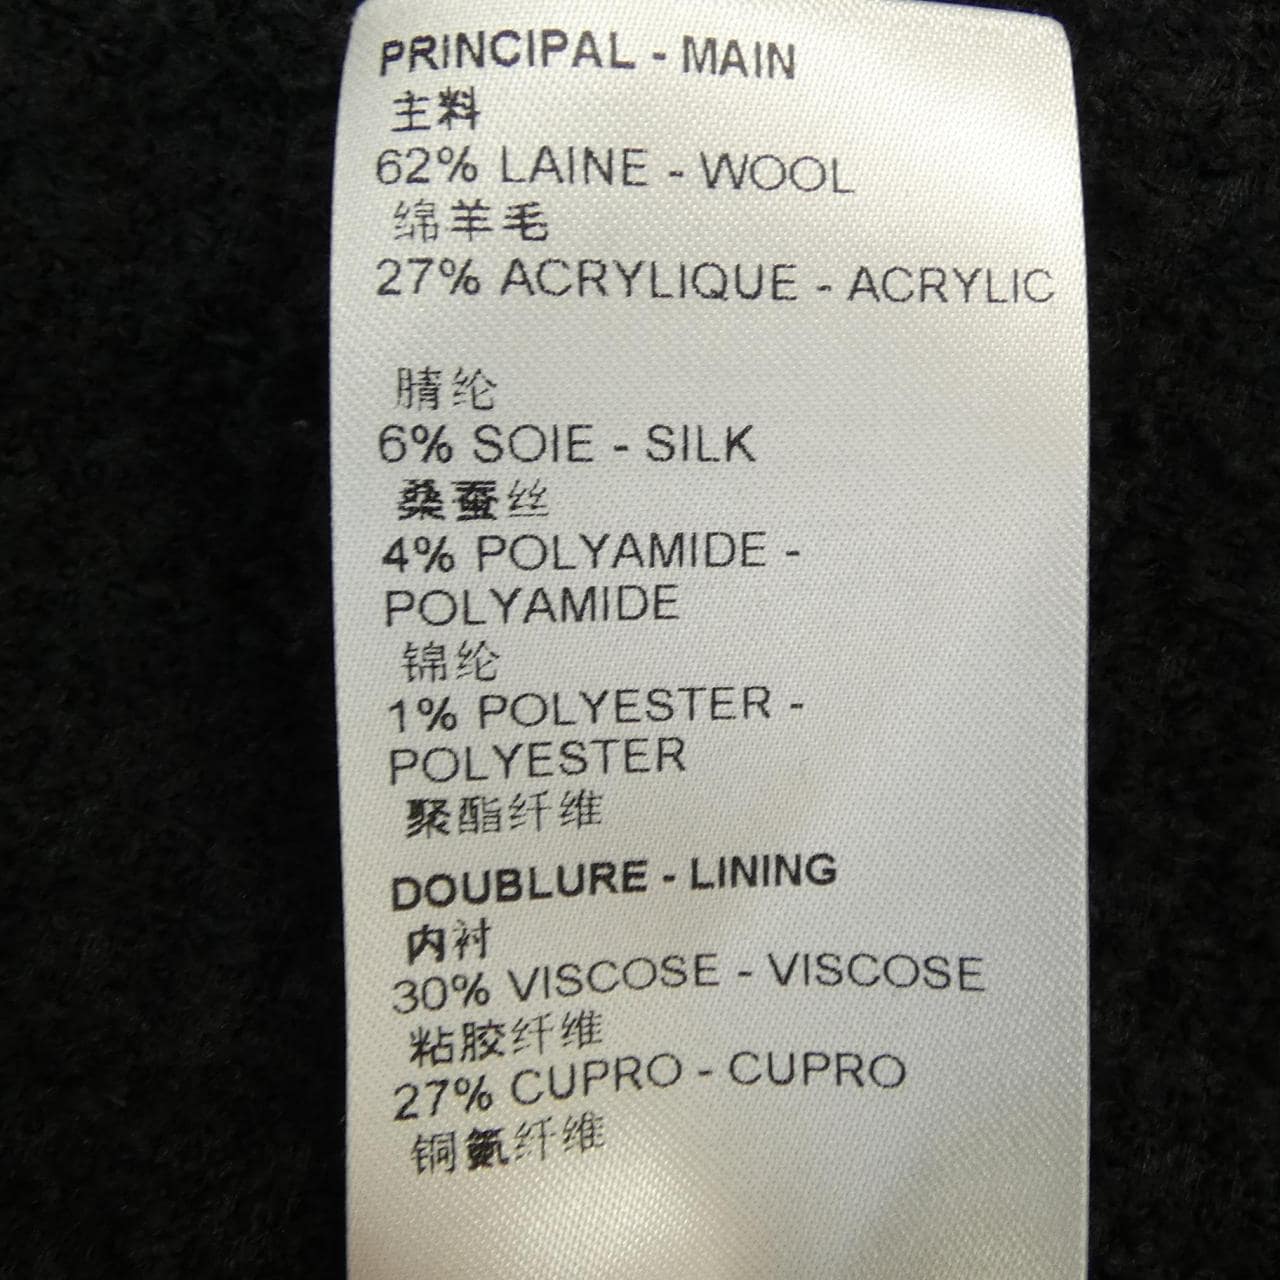 PRINCIPAL - MAIN
主料
62% LAINE - WOOL
绵羊毛
27% ACRYLIQUE - ACRYLIC
腈纶
6% SOIE - SILK
桑蚕丝
4% POLYAMIDE -
POLYAMIDE
锦纶
1% POLYESTER -
POLYESTER
聚酯纤维
DOUBLURE - LINING
内衬
30% VISCOSE - VISCOSE
粘胶纤维
27% CUPRO - CUPRO
铜氨纤维